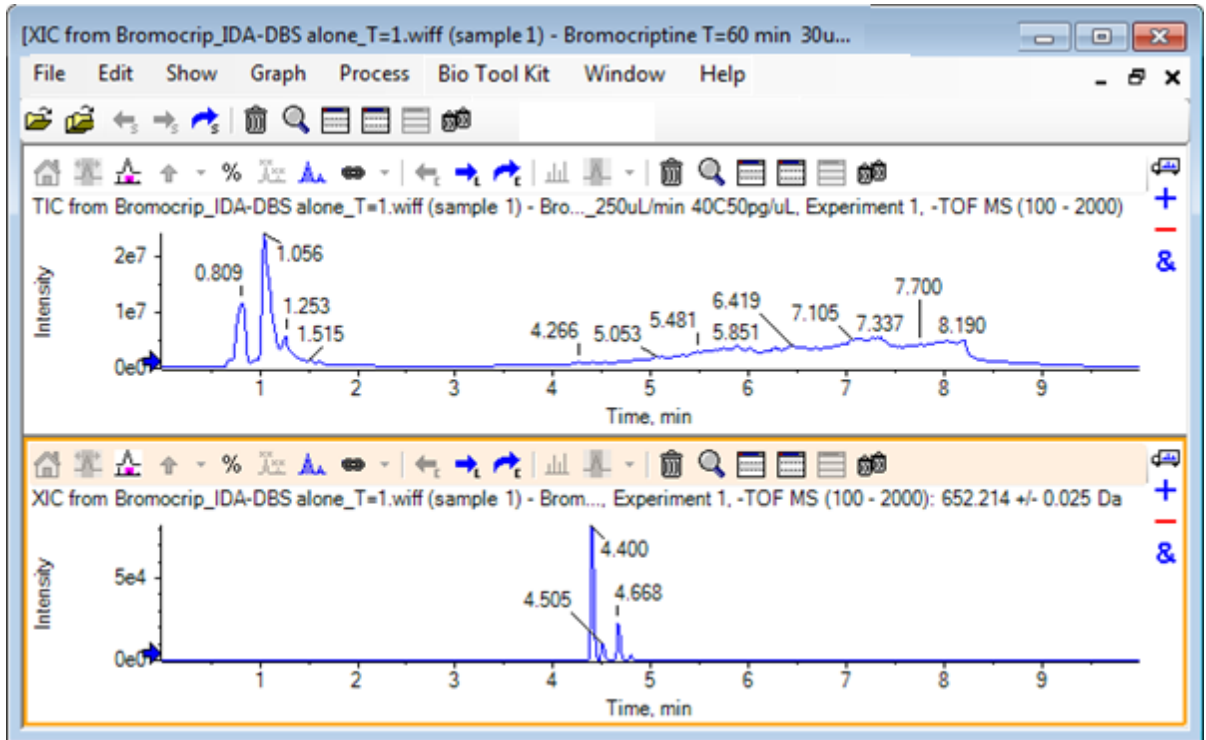 [XIC from Bromocrip_IDA-DBS alone_T=1.wiff (sample 1) - Bromocriptine T=60 min 30u...
File Edit Show Graph Process Bio Tool Kit Window Help
%
TIC from Bromocrip_IDA-DBS alone_T=1.wiff (sample 1) - Bro..._250uL/min 40C50pg/uL, Experiment 1, -TOF MS (100 - 2000)
Intensity
2e7
1e7
0e0
0.809
1.056
1.253
1.515
4.266
5.053
5.481
5.851
6.419
7.105
7.337
7.700
8.190
1 2 3 4 5 6 7 8 9
Time, min
&
%
XIC from Bromocrip_IDA-DBS alone_T=1.wiff (sample 1) - Brom..., Experiment 1, -TOF MS (100 - 2000): 652.214 +/- 0.025 Da
Intensity
5e4
0e0
4.400
4.505
4.668
1 2 3 4 5 6 7 8 9
Time, min
&